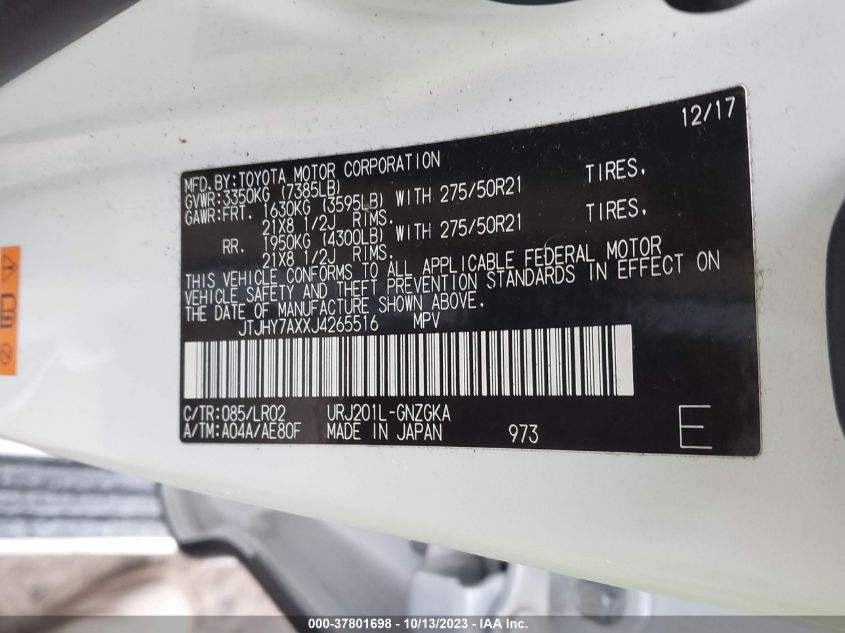 12/17
MFD.BY:TOYOTA MOTOR CORPORATION
GVWR:3350KG (7385LB)
GAWR:FRT. 1630KG (3595LB) WITH 275/50R21 TIRES,
21X8 1/2J RIMS.
RR. 1950KG (4300LB) WITH 275/50R21 TIRES,
21X8 1/2J RIMS.
THIS VEHICLE CONFORMS TO ALL APPLICABLE FEDERAL MOTOR
VEHICLE SAFETY AND THEFT PREVENTION STANDARDS IN EFFECT ON
THE DATE OF MANUFACTURE SHOWN ABOVE.
JTJHY7AXXJ4265516 MPV
C/TR:085/LR02 URJ201L-GNZGKA
A/TM:A04A/AE80F MADE IN JAPAN 973 E
000-37801698 - 10/13/2023 - IAA Inc.